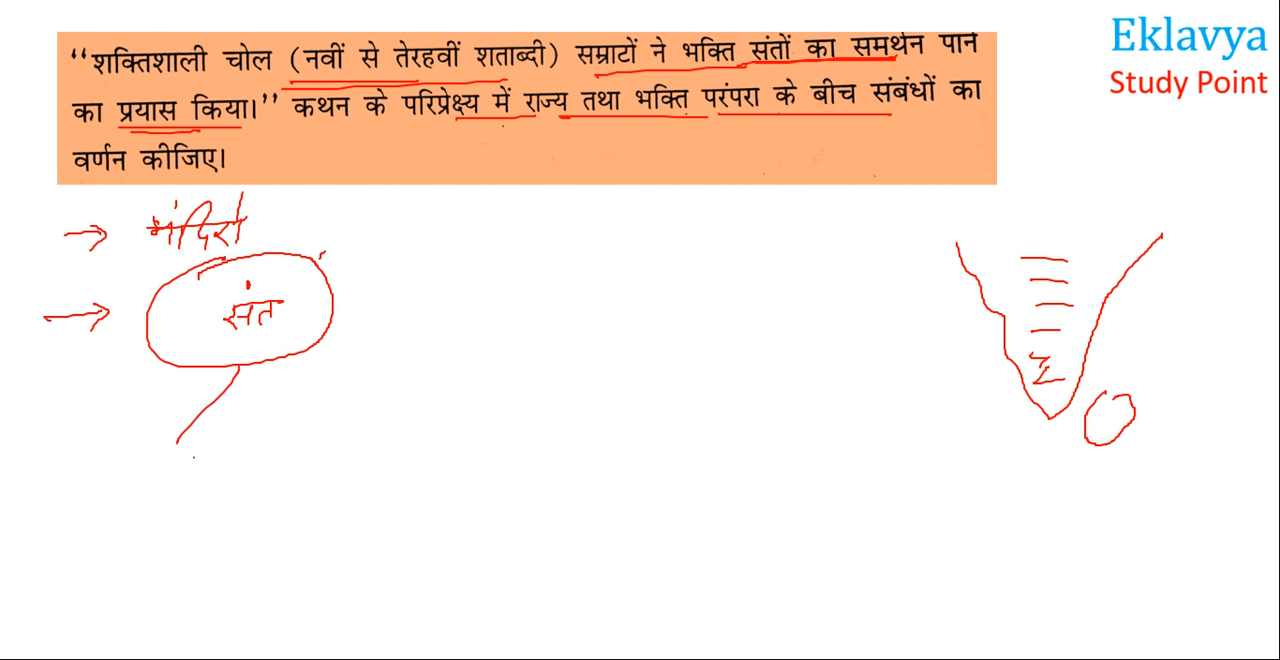 “शक्तिशाली चोल (नवीं से तेरहवीं शताब्दी) सम्राटों ने भक्ति संतों का समर्थन पाने
का प्रयास किया।” कथन के परिप्रेक्ष्य में राज्य तथा भक्ति परंपरा के बीच संबंधों का
वर्णन कीजिए।
Eklavya
Study Point
→ मंदिरों
→ संत